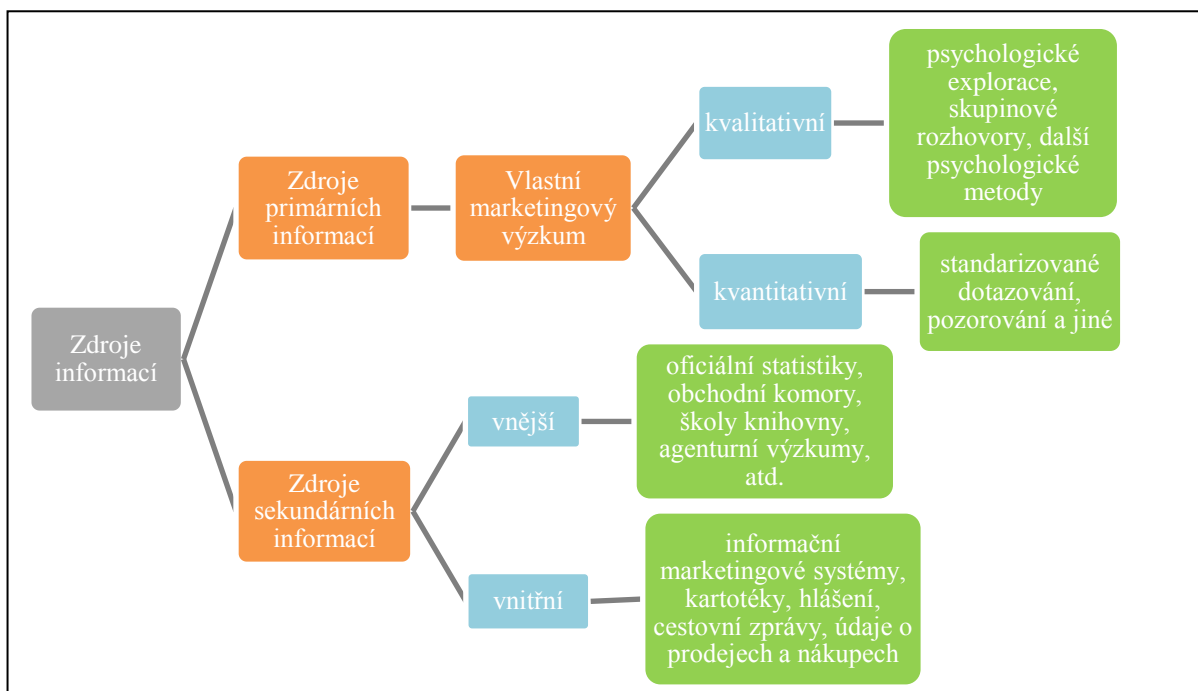 Zdroje
informací
Zdroje
primárních
informací
Vlastní
marketingový
výzkum
kvalitativní
psychologické
explorace,
skupinové
rozhovory, další
psychologické
metody
kvantitativní
standarizované
dotazování,
pozorování a jiné
Zdroje
sekundárních
informací
vnější
oficiální statistiky,
obchodní komory,
školy knihovny,
agenturní výzkumy,
atd.
vnitřní
informační
marketingové systémy,
kartotéky, hlášení,
cestovní zprávy, údaje o
prodejech a nákupech